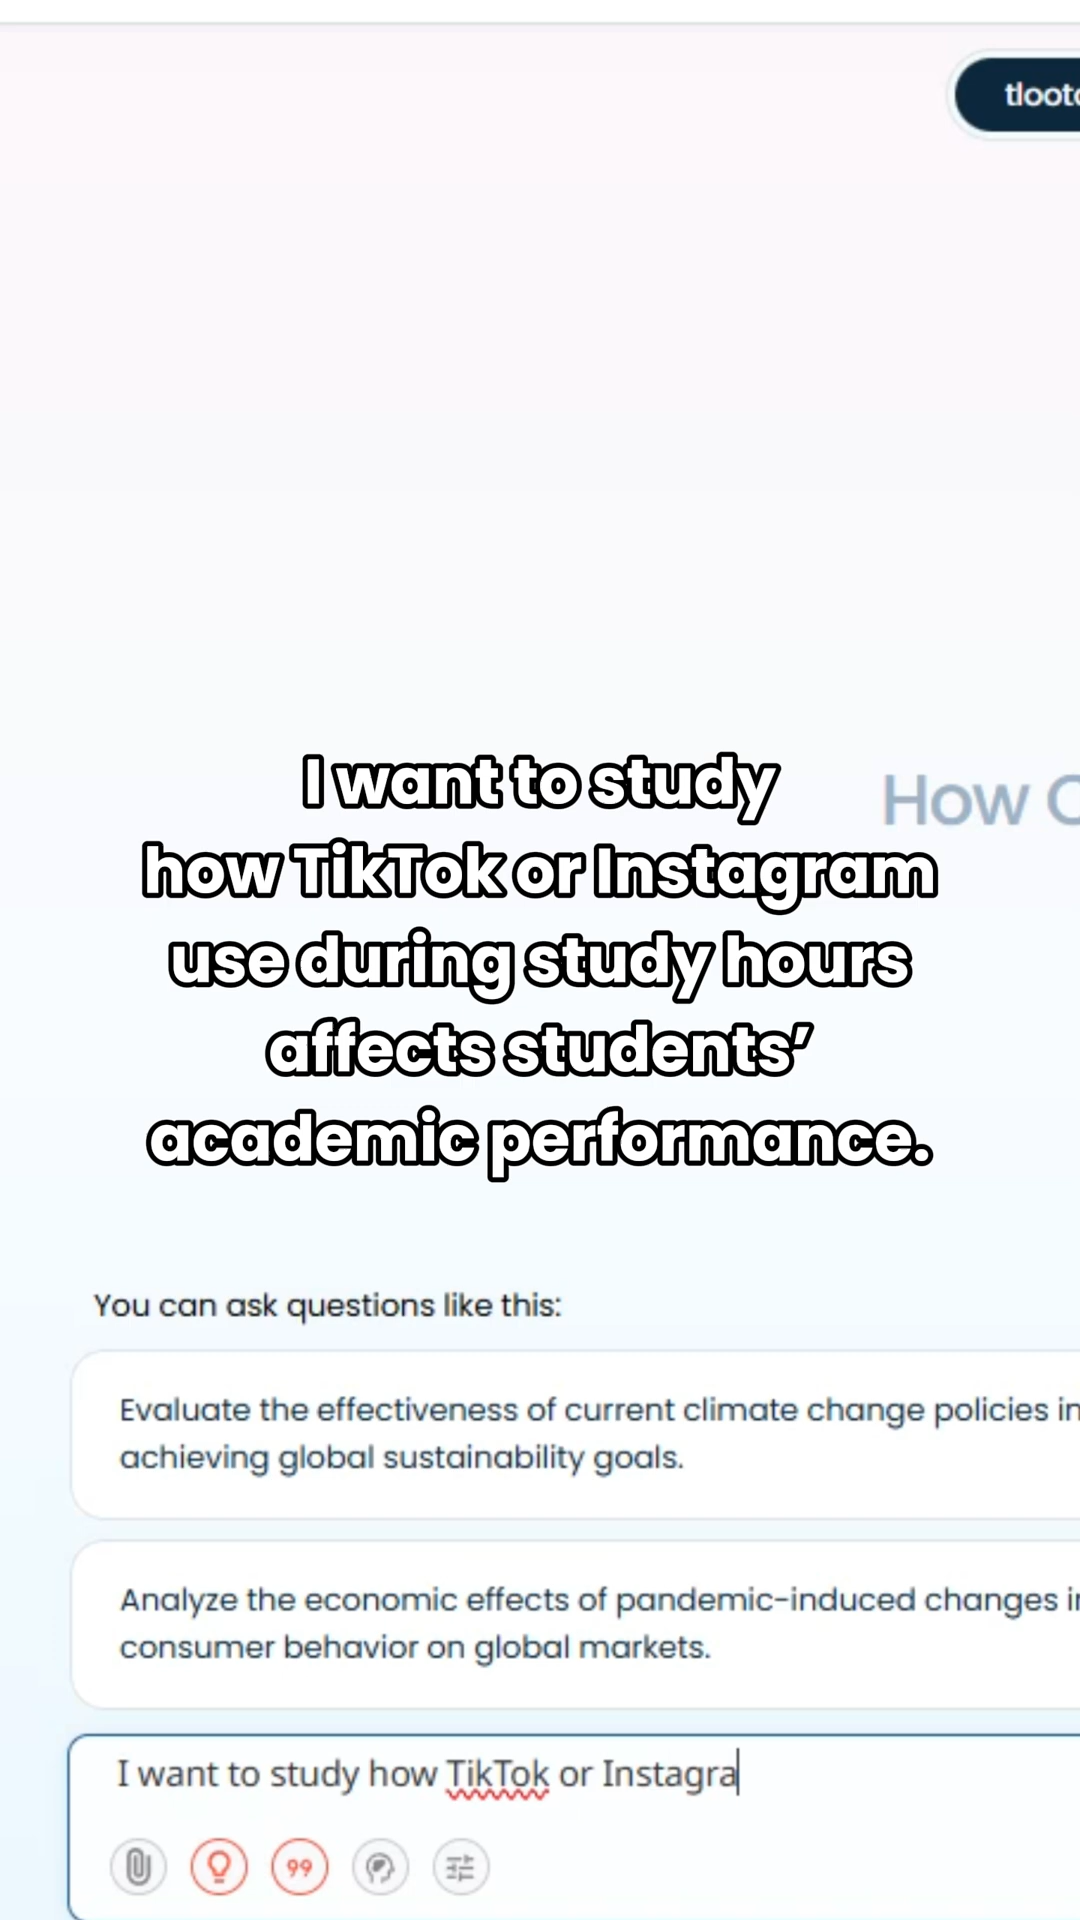 tloot
How
I want to study
how TikTok or Instagram
use during study hours
affects students’
academic performance.
You can ask questions like this:
Evaluate the effectiveness of current climate change policies in
achieving global sustainability goals.
Analyze the economic effects of pandemic-induced changes in
consumer behavior on global markets.
I want to study how TikTok or Instagra
99